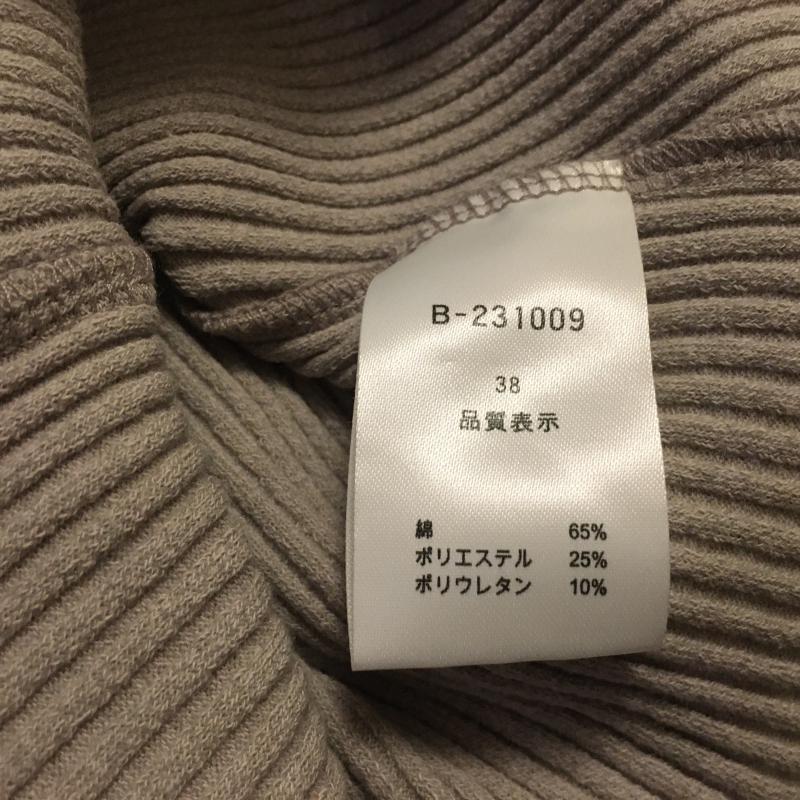 B-231009
38
品質表示
綿 65%
ポリエステル 25%
ポリウレタン 10%